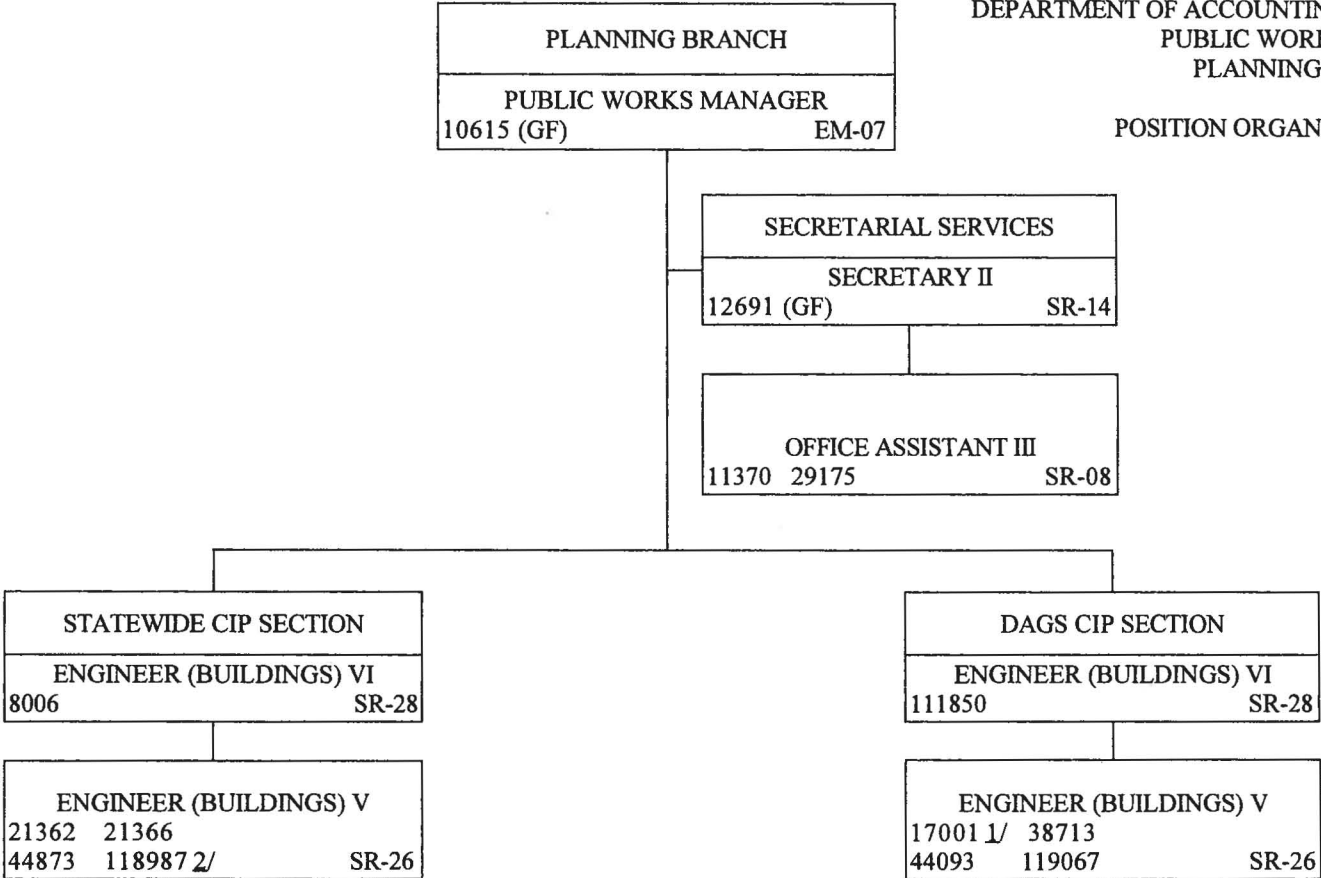 DEPARTMENT OF ACCOUNTIN
PUBLIC WOR
PLANNING
POSITION ORGAN
PLANNING BRANCH
PUBLIC WORKS MANAGER
10615 (GF) EM-07
SECRETARIAL SERVICES
SECRETARY II
12691 (GF) SR-14
OFFICE ASSISTANT III
11370 29175 SR-08
STATEWIDE CIP SECTION
ENGINEER (BUILDINGS) VI
8006 SR-28
ENGINEER (BUILDINGS) V
21362 21366
44873 118987 2/ SR-26
DAGS CIP SECTION
ENGINEER (BUILDINGS) VI
111850 SR-28
ENGINEER (BUILDINGS) V
17001 1/ 38713
44093 119067 SR-26